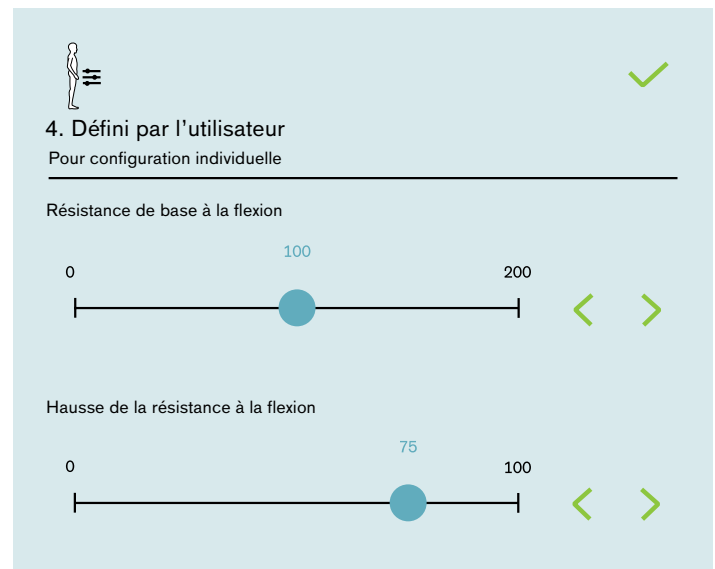 4. Défini par l’utilisateur
Pour configuration individuelle
Résistance de base à la flexion
100
0 200
Hausse de la résistance à la flexion
75
0 100